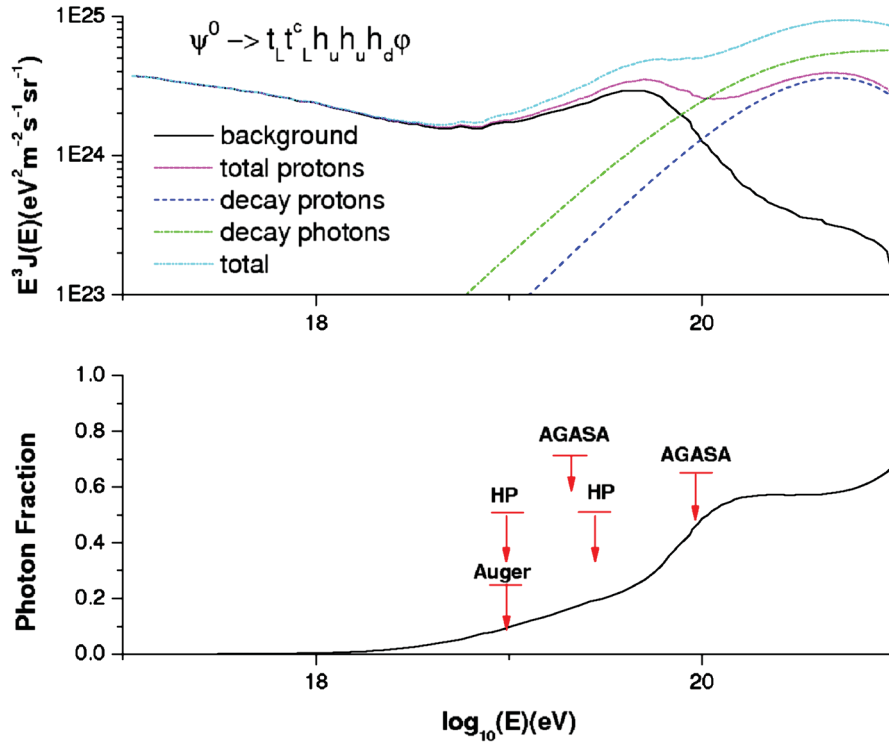 1E25
ψ⁰ -> t_L t^c_L h_u h_u h_d φ
1E24
1E23
E³J(E)(eV²m⁻²s⁻¹sr⁻¹)
background
total protons
decay protons
decay photons
total
18
20
1.0
0.8
0.6
0.4
0.2
0.0
Photon Fraction
AGASA
AGASA
HP
HP
Auger
18
20
log₁₀(E)(eV)